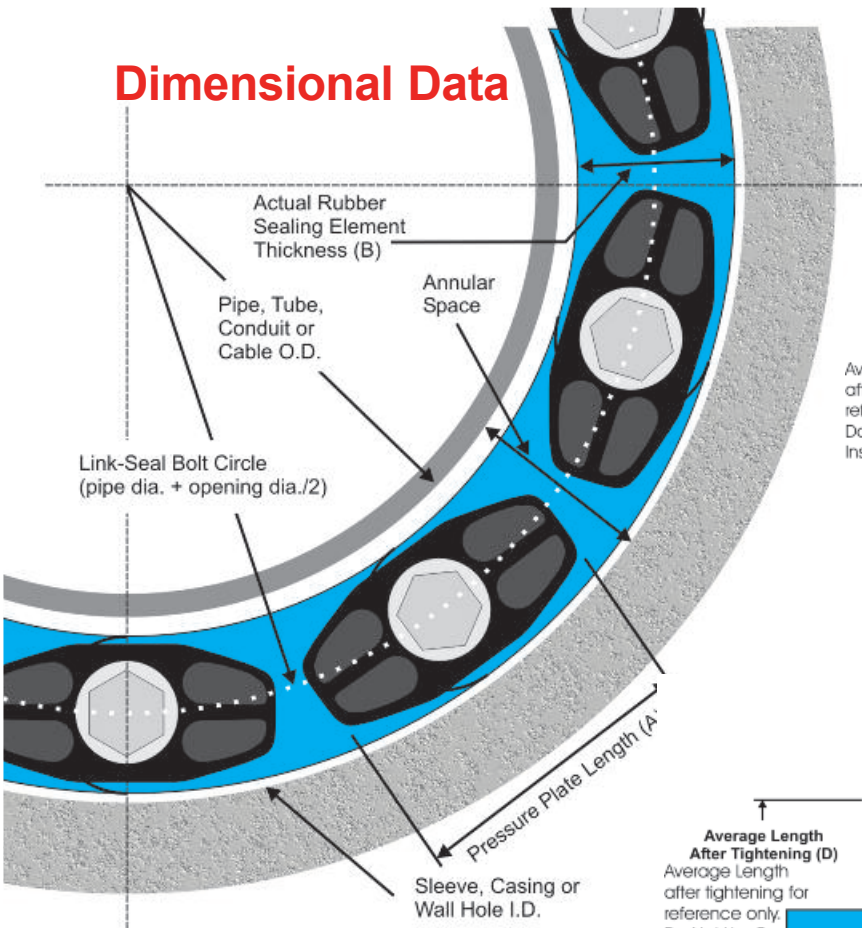 Dimensional Data
Actual Rubber
Sealing Element
Thickness (B)
Annular
Space
Pipe, Tube,
Conduit or
Cable O.D.
Link-Seal Bolt Circle
(pipe dia. + opening dia./2)
Pressure Plate Length (A)
Sleeve, Casing or
Wall Hole I.D.
Average Length
After Tightening (D)
Average Length
after tightening for
reference only.